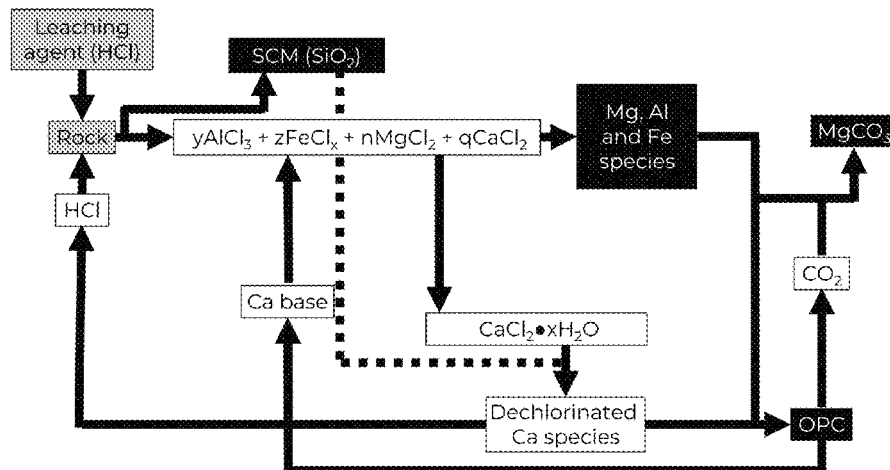 Leaching
agent (HCl)
SCM (SiO₂)
Rock
yAlCl₃ + zFeClₓ + nMgCl₂ + qCaCl₂
Mg, Al
and Fe
species
MgCO₃
HCl
Ca base
CO₂
CaCl₂•xH₂O
Dechlorinated
Ca species
OPC